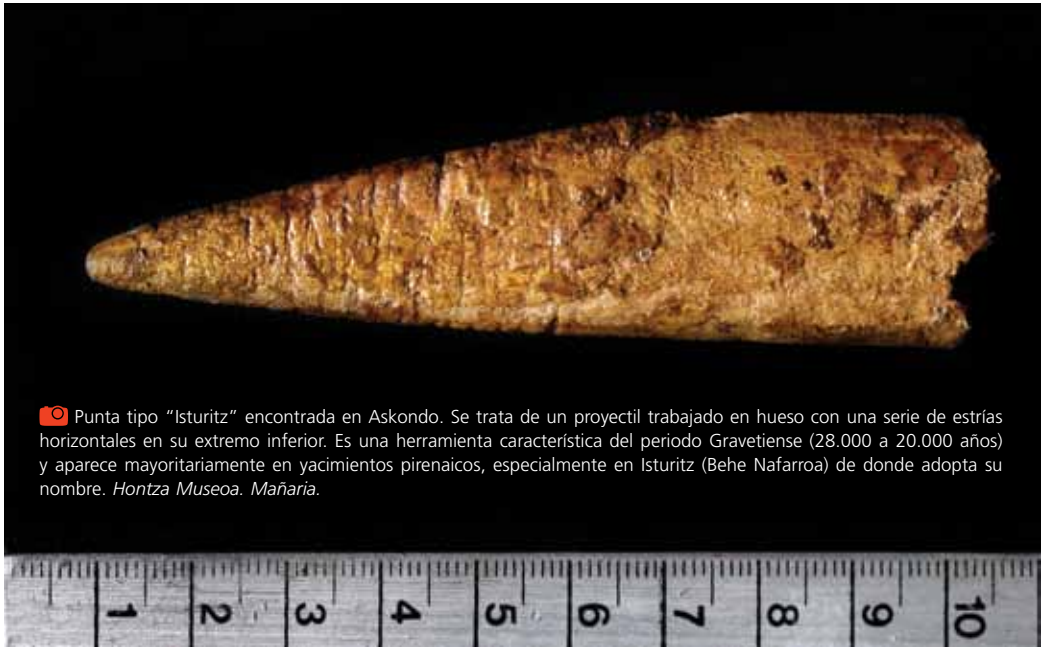 Punta tipo “Isturitz” encontrada en Askondo. Se trata de un proyectil trabajado en hueso con una serie de estrías
horizontales en su extremo inferior. Es una herramienta característica del periodo Gravetiense (28.000 a 20.000 años)
y aparece mayoritariamente en yacimientos pirenaicos, especialmente en Isturitz (Behe Nafarroa) de donde adopta su
nombre. Hontza Museoa. Mañaria.
1 2 3 4 5 6 7 8 9 10